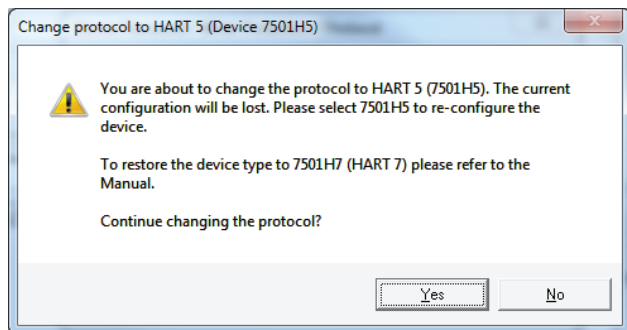 Change protocol to HART 5 (Device 7501H5)
You are about to change the protocol to HART 5 (7501H5). The current
configuration will be lost. Please select 7501H5 to re-configure the
device.
To restore the device type to 7501H7 (HART 7) please refer to the
Manual.
Continue changing the protocol?
Yes
No